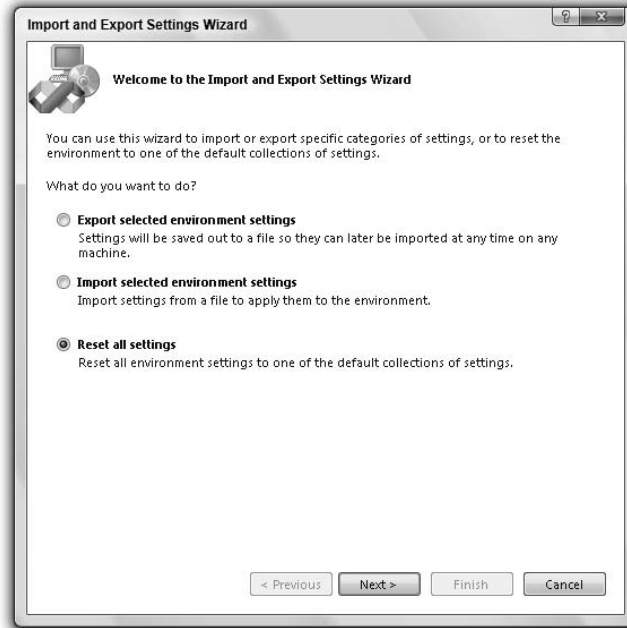 Import and Export Settings Wizard
Welcome to the Import and Export Settings Wizard
You can use this wizard to import or export specific categories of settings, or to reset the
environment to one of the default collections of settings.
What do you want to do?
Export selected environment settings
Settings will be saved out to a file so they can later be imported at any time on any
machine.
Import selected environment settings
Import settings from a file to apply them to the environment.
Reset all settings
Reset all environment settings to one of the default collections of settings.
< Previous Next > Finish Cancel